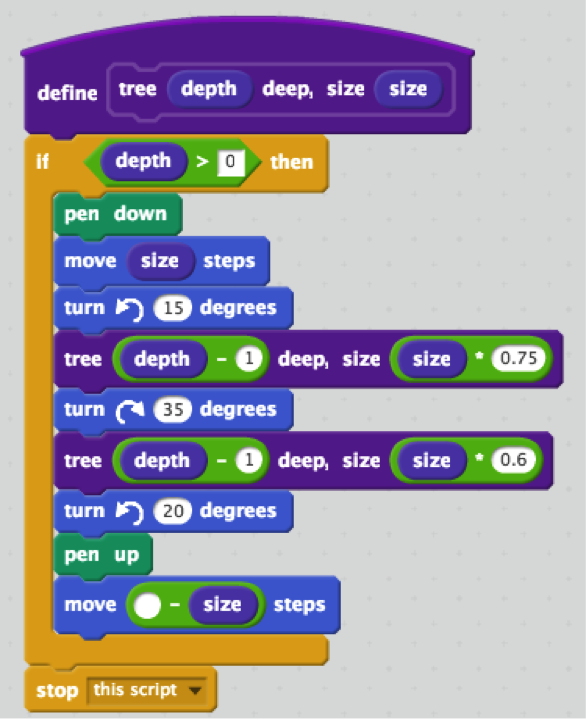 define tree depth deep, size size
if depth > 0 then
pen down
move size steps
turn 15 degrees
tree depth - 1 deep, size size * 0.75
turn 35 degrees
tree depth - 1 deep, size size * 0.6
turn 20 degrees
pen up
move - size steps
stop this script